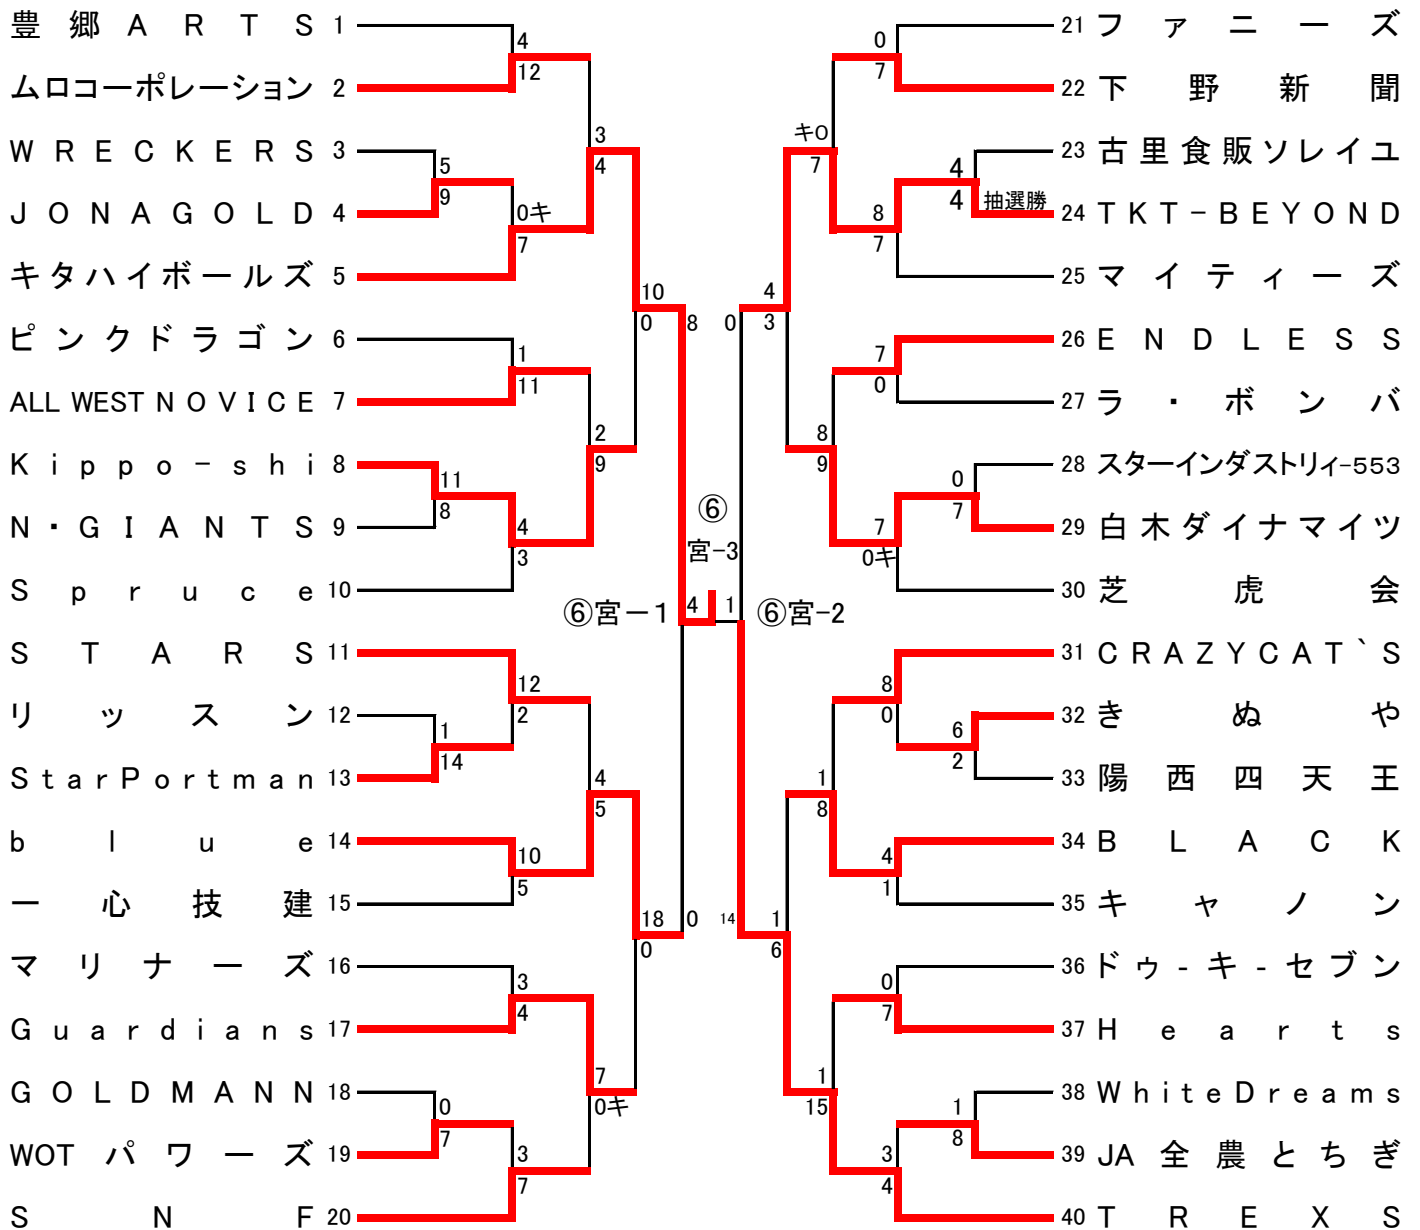 豊郷ARTS 1
4
12
ムロコーポレーション 2
WRECKERS 3
5
9
JONAGOLD 4
0キ
7
キタハイボールズ 5
3
4
ピンクドラゴン 6
1
11
ALL WEST NOVICE 7
10
0
Kippo-shi 8
11
8
N・GIANTS 9
4
3
Spruce 10
2
9
8
STARS 11
12
2
リッスン 12
1
14
StarPortman 13
4
5
blue 14
10
5
一心技建 15
18
0
0
マリナーズ 16
3
4
Guardians 17
7
0キ
GOLDMANN 18
0
7
WOT パワーズ 19
3
7
SNF 20
⑥
宮-3
⑥宮-1
4
1
⑥宮-2
21 ファニーズ
0
7
22 下野新聞
キ0
7
23 古里食販ソレイユ
4
4
抽選勝
24 TKT-BEYOND
8
7
25 マイティーズ
4
3
0
26 ENDLESS
7
0
27 ラ・ボンバ
8
9
28 スターインダストリィ-553
0
7
29 白木ダイナマイツ
7
0キ
30 芝虎会
31 CRAZYCAT`S
8
0
32 きぬや
6
2
33 陽西四天王
1
8
34 BLACK
4
1
35 キャノン
14
1
6
36 ドゥ-キ-セブン
0
7
37 Hearts
1
15
38 WhiteDreams
1
8
39 JA全農とちぎ
3
4
40 TREXS